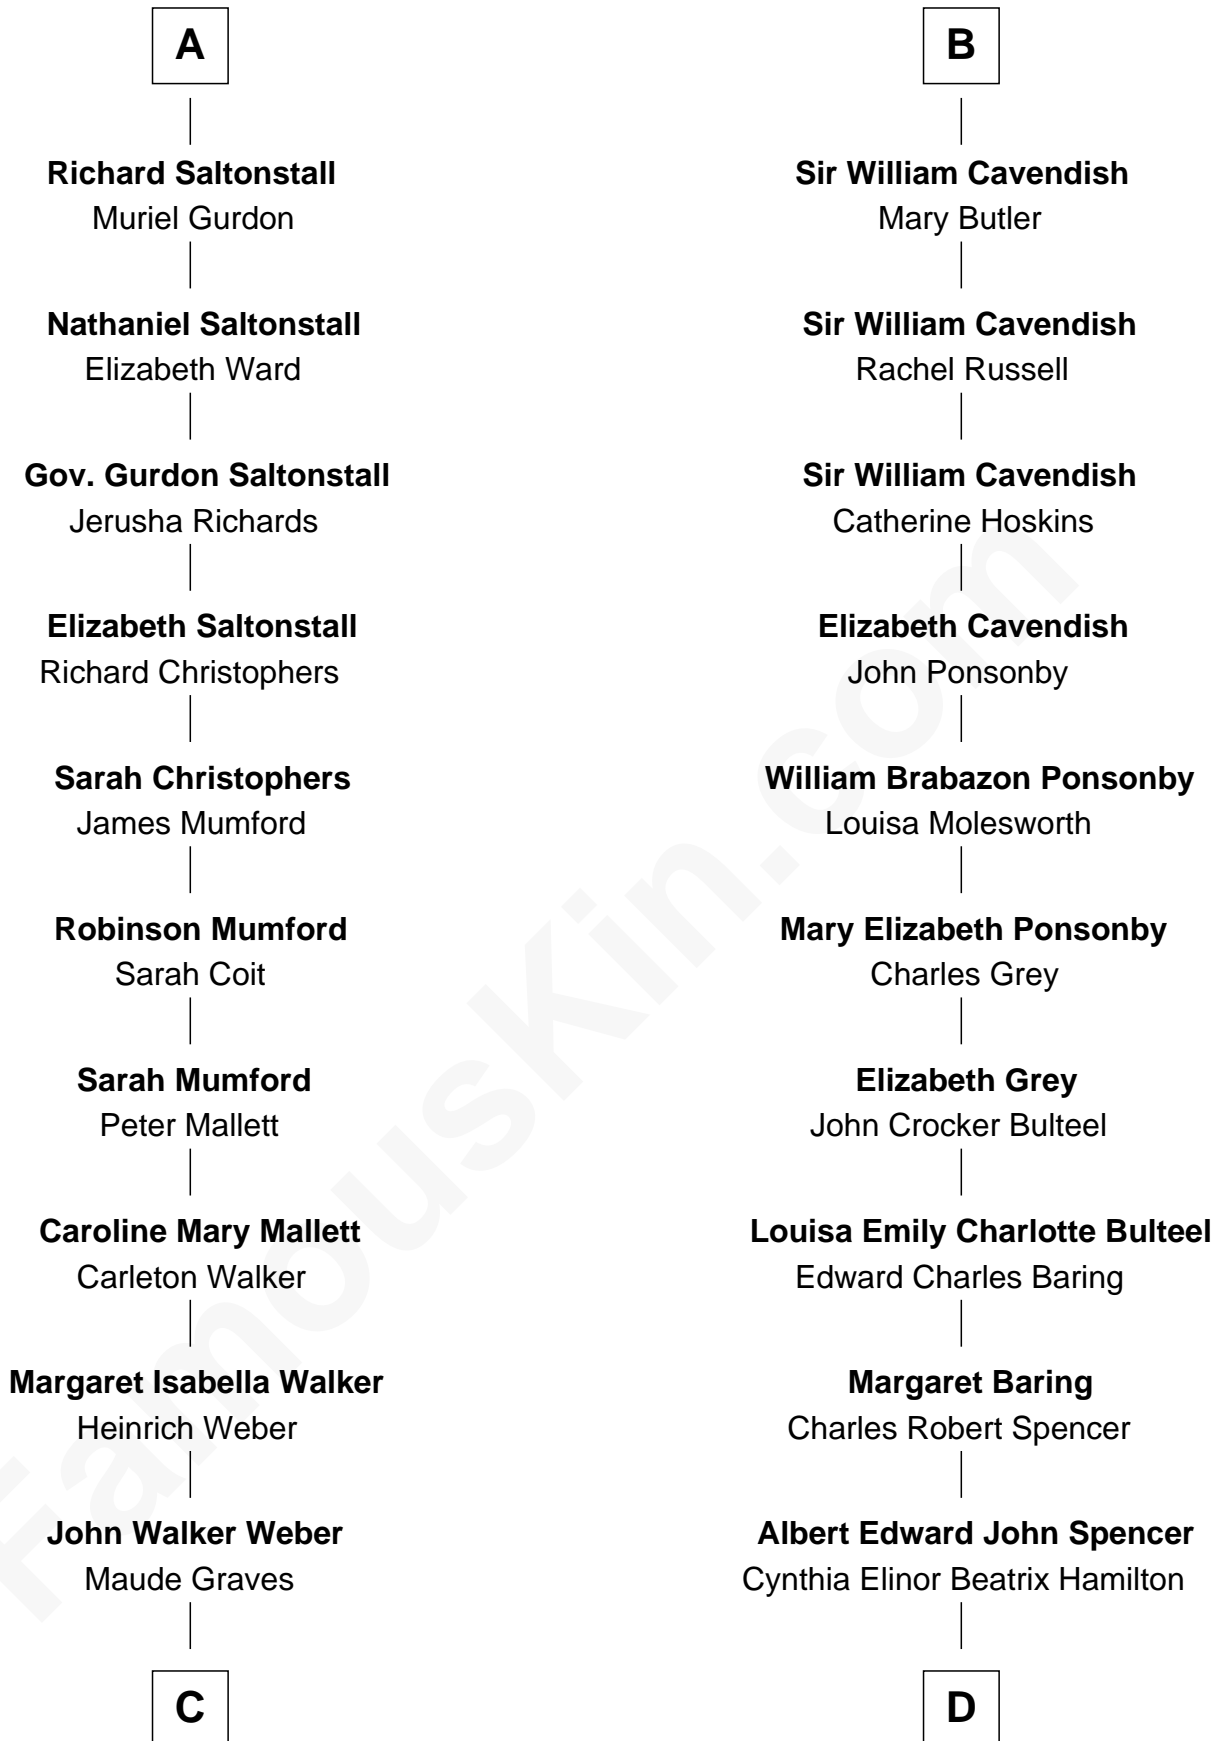 A
Richard Saltonstall
Muriel Gurdon
Nathaniel Saltonstall
Elizabeth Ward
Gov. Gurdon Saltonstall
Jerusha Richards
Elizabeth Saltonstall
Richard Christophers
Sarah Christophers
James Mumford
Robinson Mumford
Sarah Coit
Sarah Mumford
Peter Mallett
Caroline Mary Mallett
Carleton Walker
Margaret Isabella Walker
Heinrich Weber
John Walker Weber
Maude Graves
C
B
Sir William Cavendish
Mary Butler
Sir William Cavendish
Rachel Russell
Sir William Cavendish
Catherine Hoskins
Elizabeth Cavendish
John Ponsonby
William Brabazon Ponsonby
Louisa Molesworth
Mary Elizabeth Ponsonby
Charles Grey
Elizabeth Grey
John Crocker Bulteel
Louisa Emily Charlotte Bulteel
Edward Charles Baring
Margaret Baring
Charles Robert Spencer
Albert Edward John Spencer
Cynthia Elinor Beatrix Hamilton
D
FamousKin.com